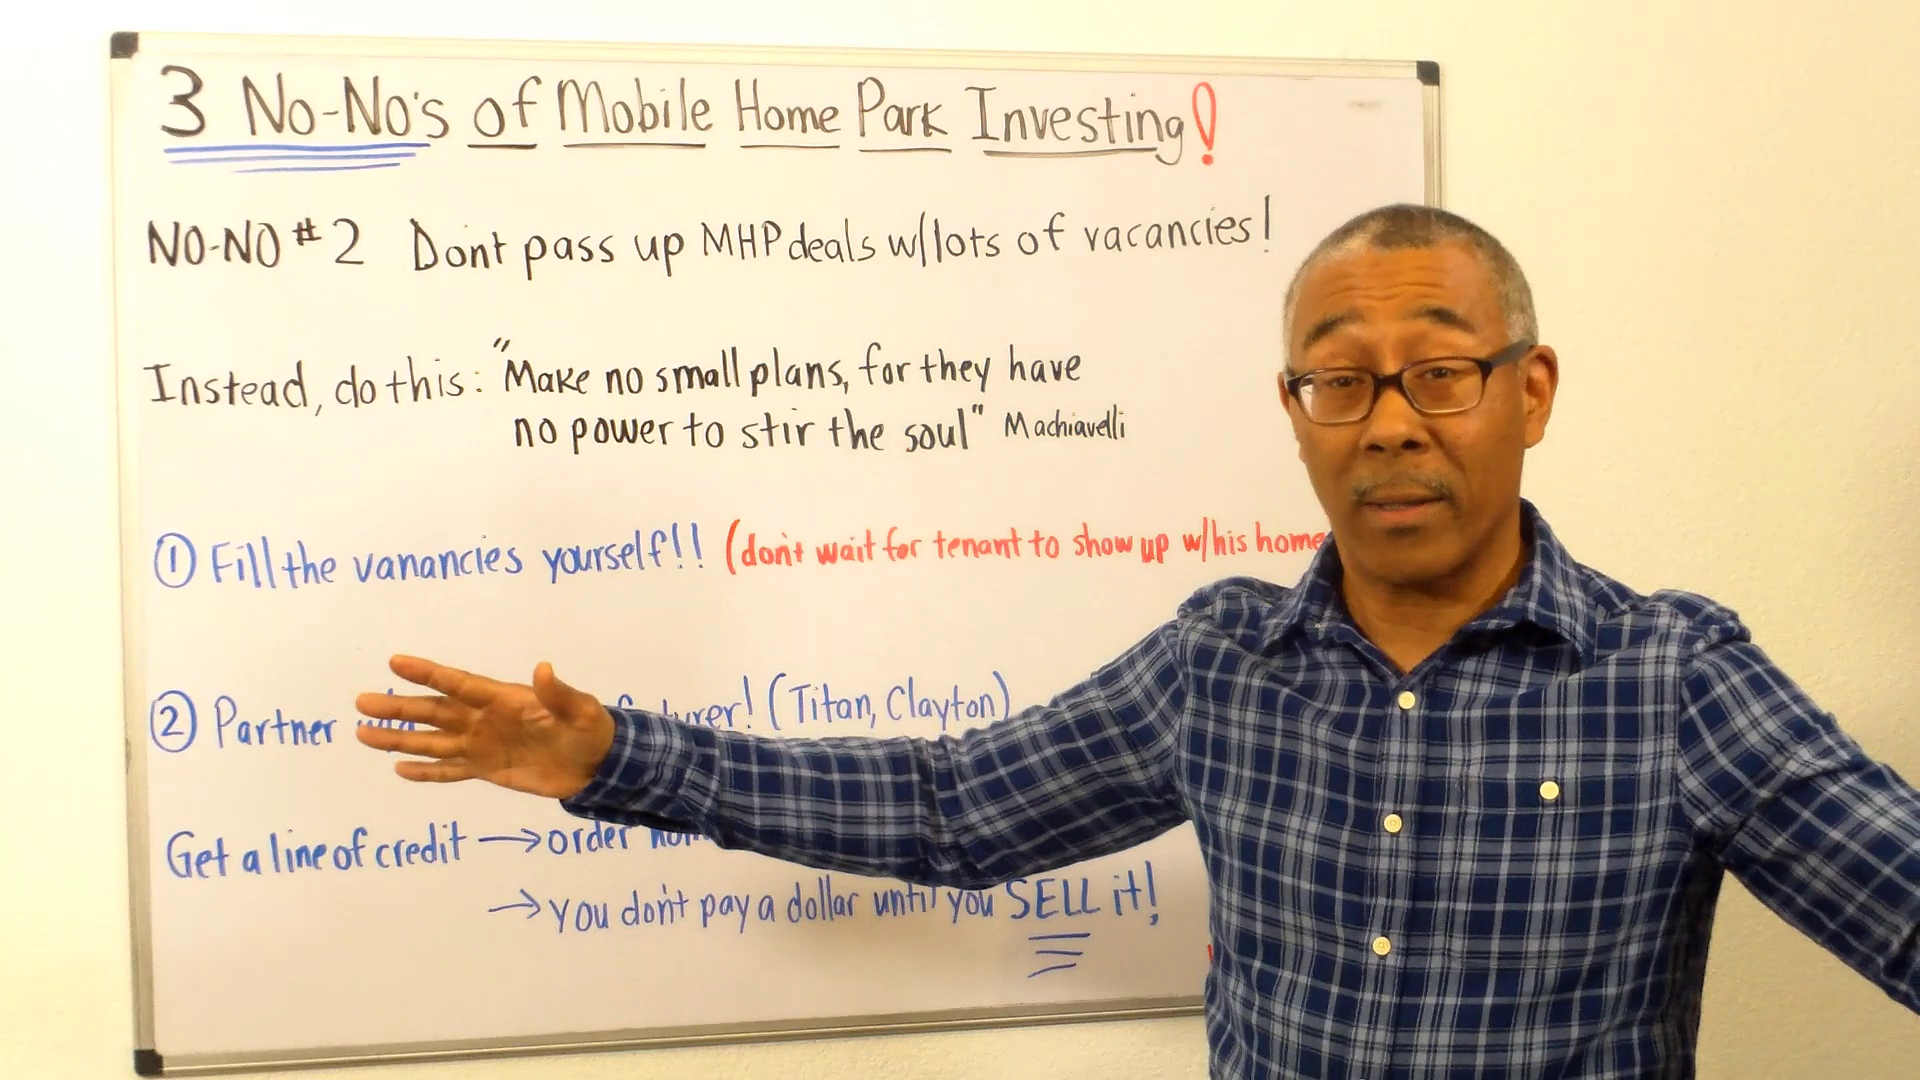 3 No-No's of Mobile Home Park Investing!
NO-NO #2 Don't pass up MHP deals w/lots of vacancies!
Instead, do this: "Make no small plans, for they have
no power to stir the soul" Machiavelli
① Fill the vanancies yourself!! (don't wait for tenant to show up w/his home
② Partner turer! (Titan, Clayton)
Get a line of credit → order
→ you don't pay a dollar until you SELL it!